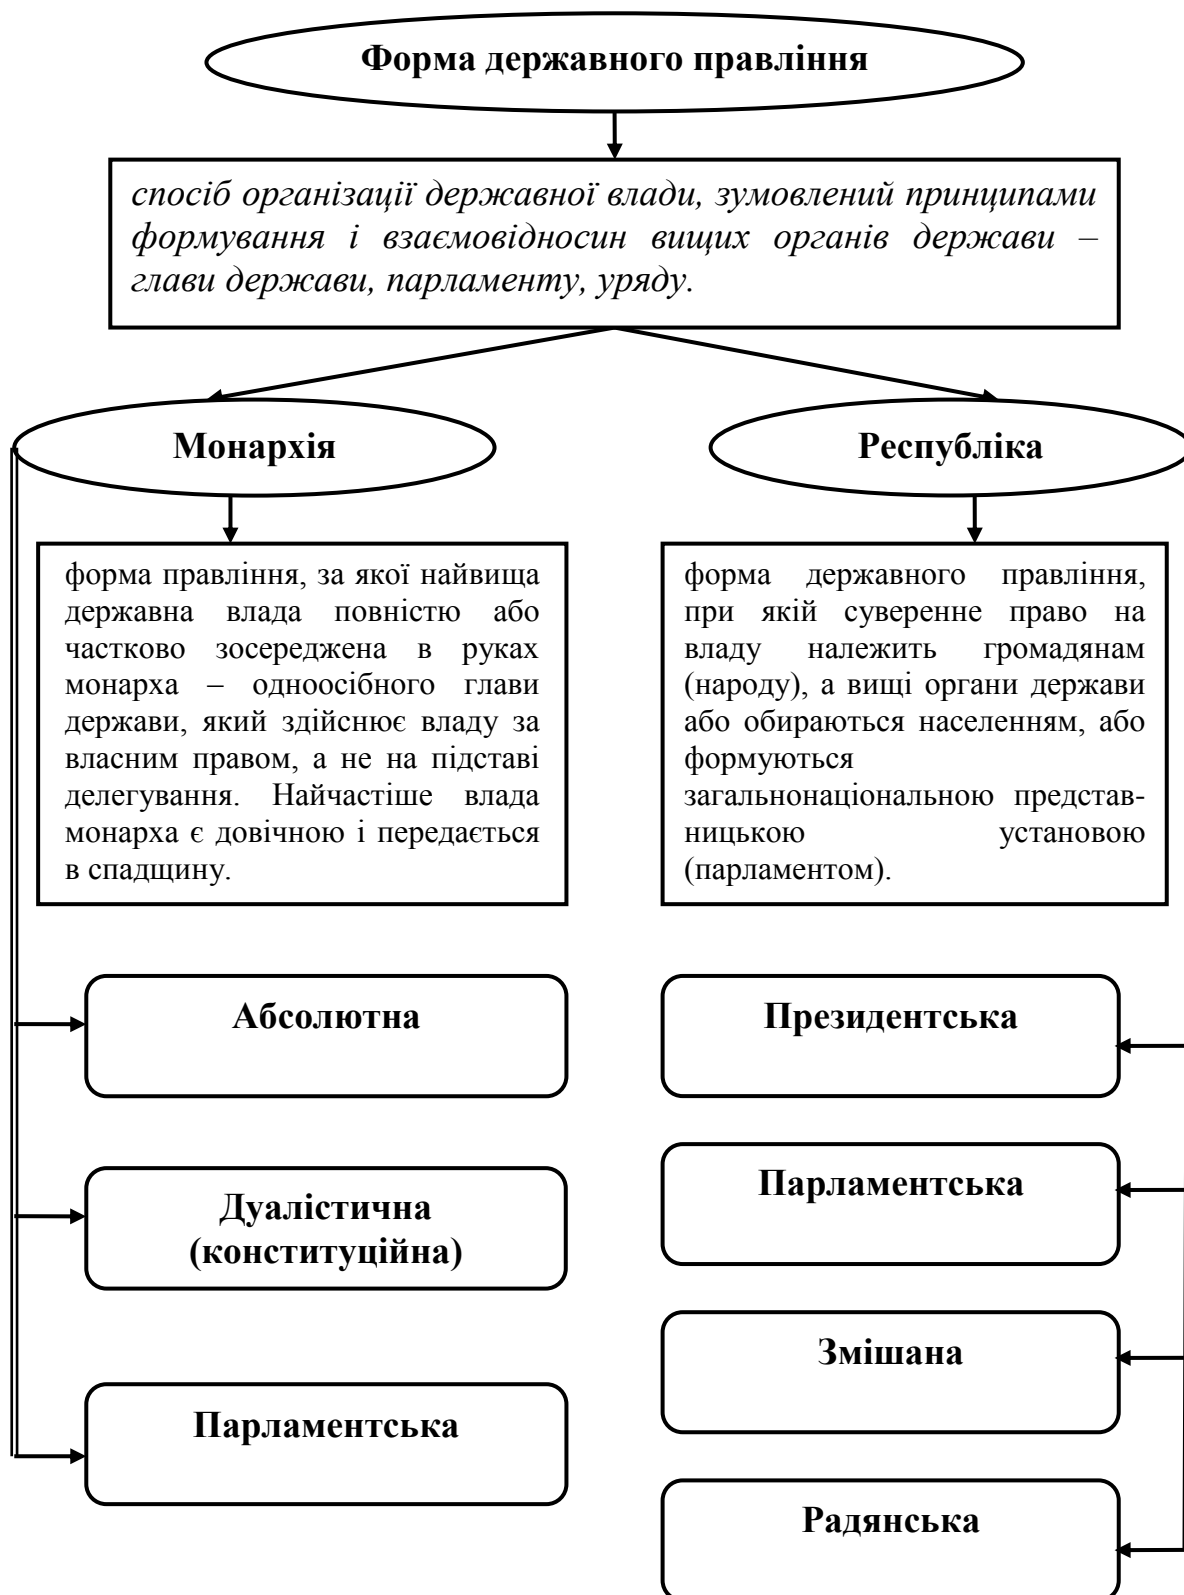 Форма державного правління
спосіб організації державної влади, зумовлений принципами
формування і взаємовідносин вищих органів держави –
глави держави, парламенту, уряду.
Монархія
форма правління, за якої найвища
державна влада повністю або
частково зосереджена в руках
монарха – одноосібного глави
держави, який здійснює владу за
власним правом, а не на підставі
делегування. Найчастіше влада
монарха є довічною і передається
в спадщину.
Абсолютна
Дуалістична
(конституційна)
Парламентська
Республіка
форма державного правління,
при якій суверенне право на
владу належить громадянам
(народу), а вищі органи держави
або обираються населенням, або
формуються
загальнонаціональною представ-
ницькою установою
(парламентом).
Президентська
Парламентська
Змішана
Радянська